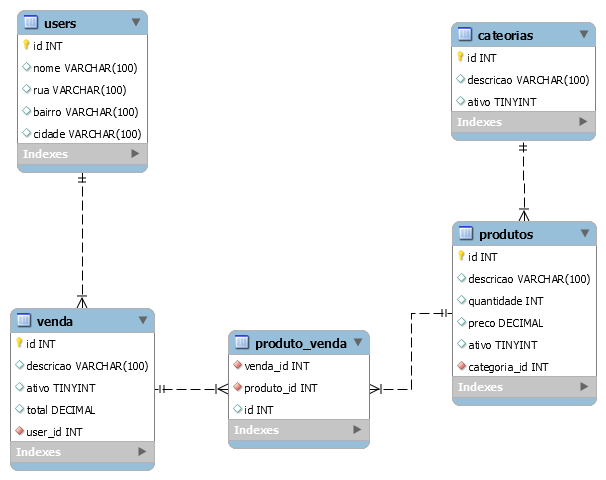 users
id INT
nome VARCHAR(100)
rua VARCHAR(100)
bairro VARCHAR(100)
cidade VARCHAR(100)
Indexes
cateorias
id INT
descricao VARCHAR(100)
ativo TINYINT
Indexes
venda
id INT
descricao VARCHAR(100)
ativo TINYINT
total DECIMAL
user_id INT
Indexes
produto_venda
venda_id INT
produto_id INT
id INT
Indexes
produtos
id INT
descricao VARCHAR(100)
quantidade INT
preco DECIMAL
ativo TINYINT
categoria_id INT
Indexes